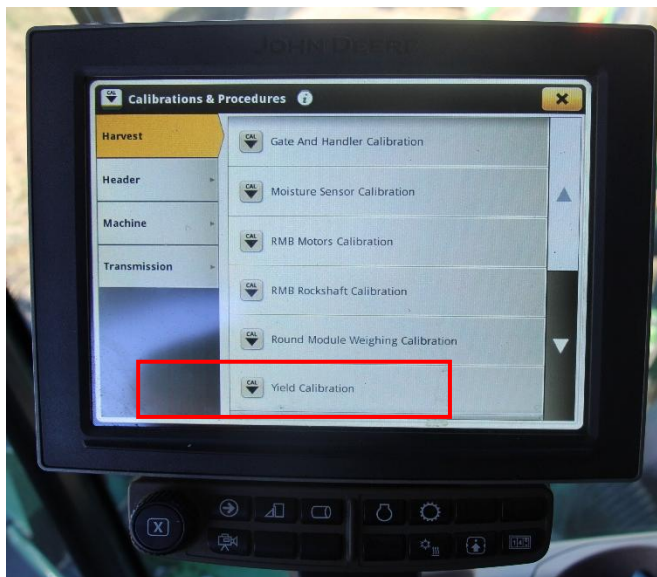 JOHN DEERE
CAL
Calibrations & Procedures i
Harvest
Header
Machine
Transmission
CAL
Gate And Handler Calibration
CAL
Moisture Sensor Calibration
CAL
RMB Motors Calibration
CAL
RMB Rockshaft Calibration
CAL
Round Module Weighing Calibration
CAL
Yield Calibration
X